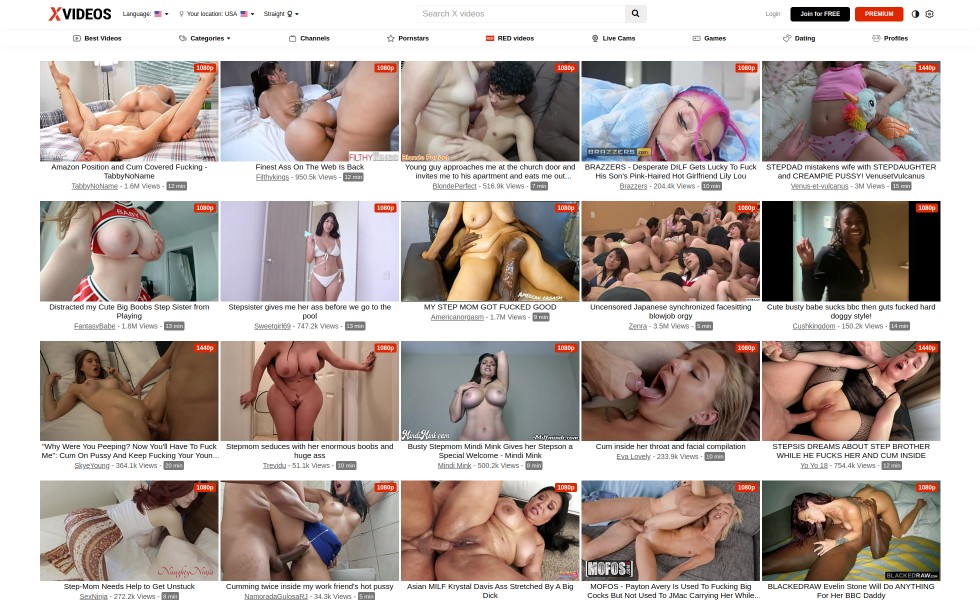 XVIDEOS
Language:
Your location: USA
Straight
Search X videos
Login
Join for FREE
PREMIUM
Best Videos
Categories
Channels
Pornstars
RED videos
Live Cams
Games
Dating
Profiles
1080p
1080p
1080p
1080p
1440p
BRAZZERS
Blonde Perfect
Amazon Position and Cum Covered Fucking -
TabbyNoName
TabbyNoName - 1.6M Views - 12 min
Finest Ass On The Web Is Back
Filthykings - 950.5k Views - 12 min
Young guy approaches me at the church door and
invites me to his apartment and eats me out...
BlondePerfect - 516.9k Views - 7 min
BRAZZERS - Desperate DILF Gets Lucky To Fuck
His Son's Pink-Haired Hot Girlfriend Lily Lou
Brazzers - 204.4k Views - 10 min
STEPDAD mistakens wife with STEPDAUGHTER
and CREAMPIE PUSSY! VenusetVulcanus
Venus-et-vulcanus - 3M Views - 15 min
1080p
1080p
1080p
1080p
AMERICAN ORGASM
Distracted my Cute Big Boobs Step Sister from
Playing
FantasyBabe - 1.8M Views - 13 min
Stepsister gives me her ass before we go to the
pool
Sweetgirl69 - 747.2k Views - 13 min
MY STEP MOM GOT FUCKED GOOD
Americanorgasm - 1.7M Views - 9 min
Uncensored Japanese synchronized facesitting
blowjob orgy
Zenra - 3.5M Views - 5 min
Cute busty babe sucks bbc then guts fucked hard
doggy style!
Cushkingdom - 150.2k Views - 14 min
1440p
1080p
1080p
1080p
1440p
MindiMink.com
"Why Were You Peeping? Now You'll Have To Fuck
Me": Cum On Pussy And Keep Fucking Your Youn...
SkyeYoung - 364.1k Views - 20 min
Stepmom seduces with her enormous boobs and
huge ass
Trevidu - 51.1k Views - 10 min
Busty Stepmom Mindi Mink Gives her Stepson a
Special Welcome - Mindi Mink
Mindi Mink - 500.2k Views - 8 min
Cum inside her throat and facial compilation
Eva Lovely - 233.9k Views - 10 min
STEPSIS DREAMS ABOUT STEP BROTHER
WHILE HE FUCKS HER AND CUM INSIDE
Yo Yo 18 - 754.4k Views - 12 min
1080p
1080p
1080p
1080p
1080p
NaughtyNinja
MOFOS
BLACKEDRAW.com
Step-Mom Needs Help to Get Unstuck
SexNinja - 272.2k Views - 8 min
Cumming twice inside my work friend's hot pussy
NamoradaGulosaRJ - 34.3k Views - 5 min
Asian MILF Krystal Davis Ass Stretched By A Big
Dick
MOFOS - Payton Avery Is Used To Fucking Big
Cocks But Not Used To JMac Carrying Her While...
BLACKEDRAW Evelin Stone Will Do ANYTHING
For Her BBC Daddy